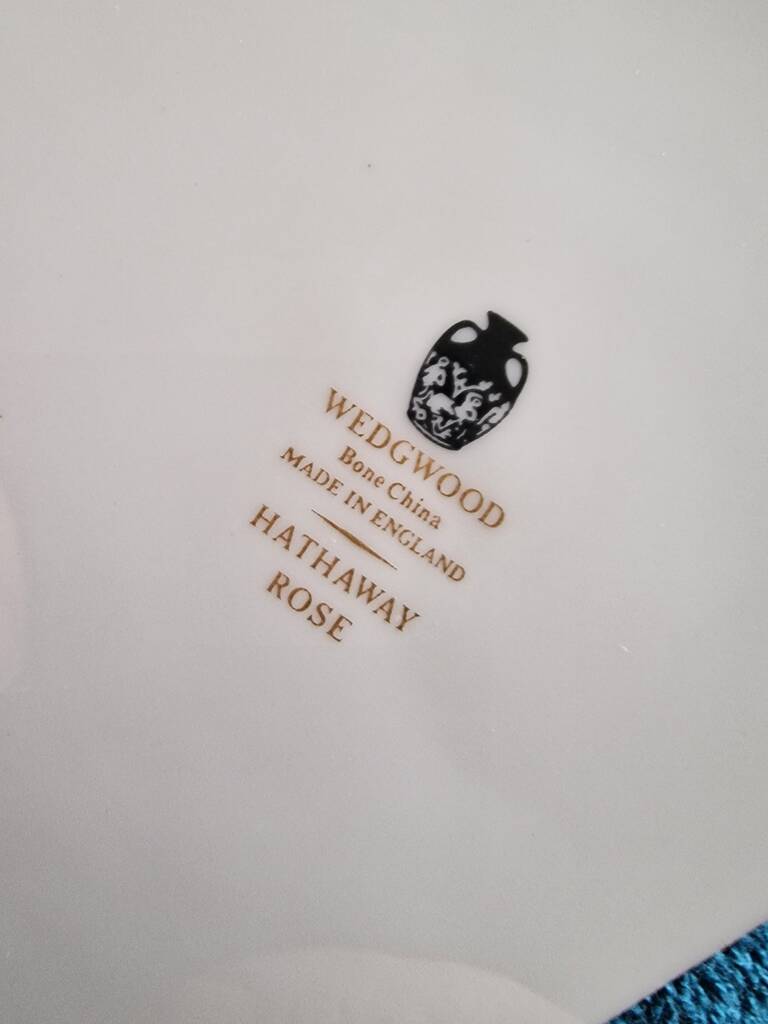 WEDGWOOD
Bone China
MADE IN ENGLAND
HATHAWAY
ROSE